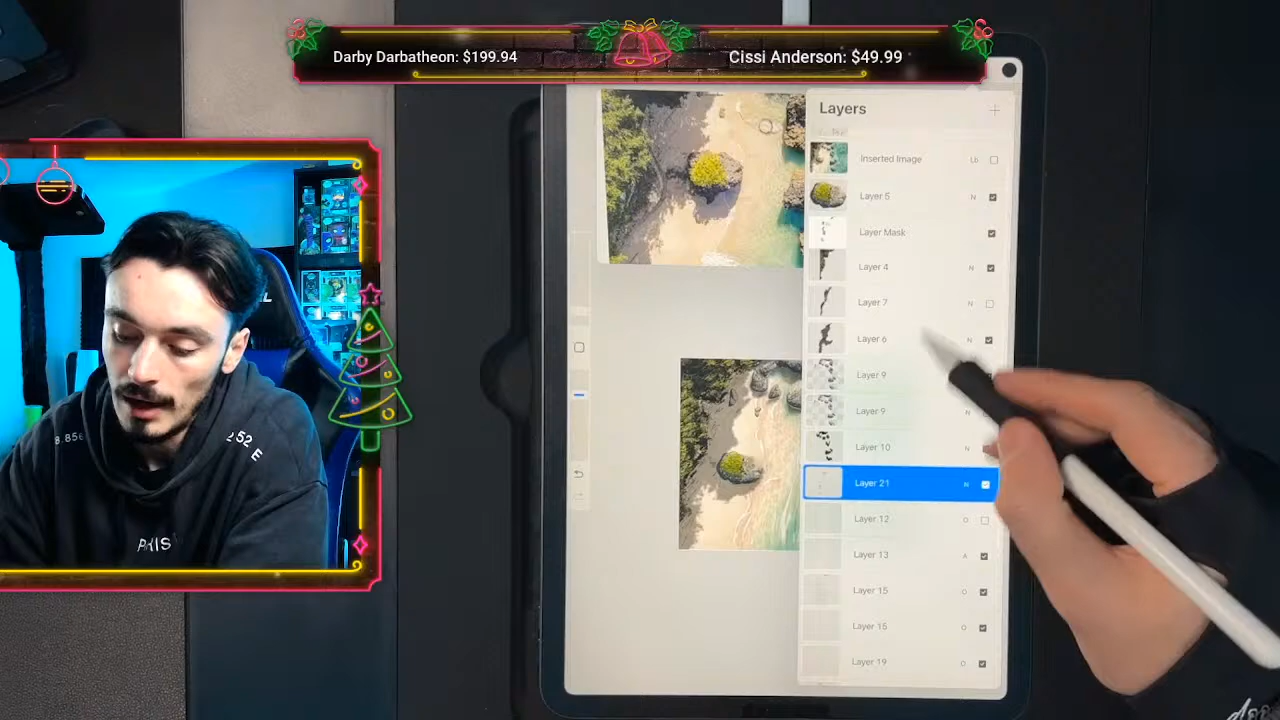 Darby Darbatheon: $199.94
Cissi Anderson: $49.99
Layers
Inserted Image
Layer 5 N
Layer Mask
Layer 4 N
Layer 7 N
Layer 6 N
Layer 9
Layer 9 N
Layer 10 N
Layer 21 N
Layer 12 O
Layer 13 A
Layer 15 O
Layer 15 O
Layer 19 O
252 E